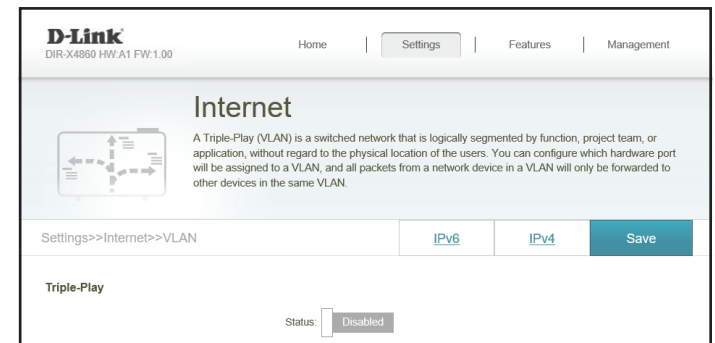 D-Link
DIR-X4860 HW:A1 FW:1.00
Home | Settings | Features | Management
Internet
A Triple-Play (VLAN) is a switched network that is logically segmented by function, project team, or
application, without regard to the physical location of the users. You can configure which hardware port
will be assigned to a VLAN, and all packets from a network device in a VLAN will only be forwarded to
other devices in the same VLAN.
Settings>>Internet>>VLAN IPv6 IPv4 Save
Triple-Play
Status: Disabled